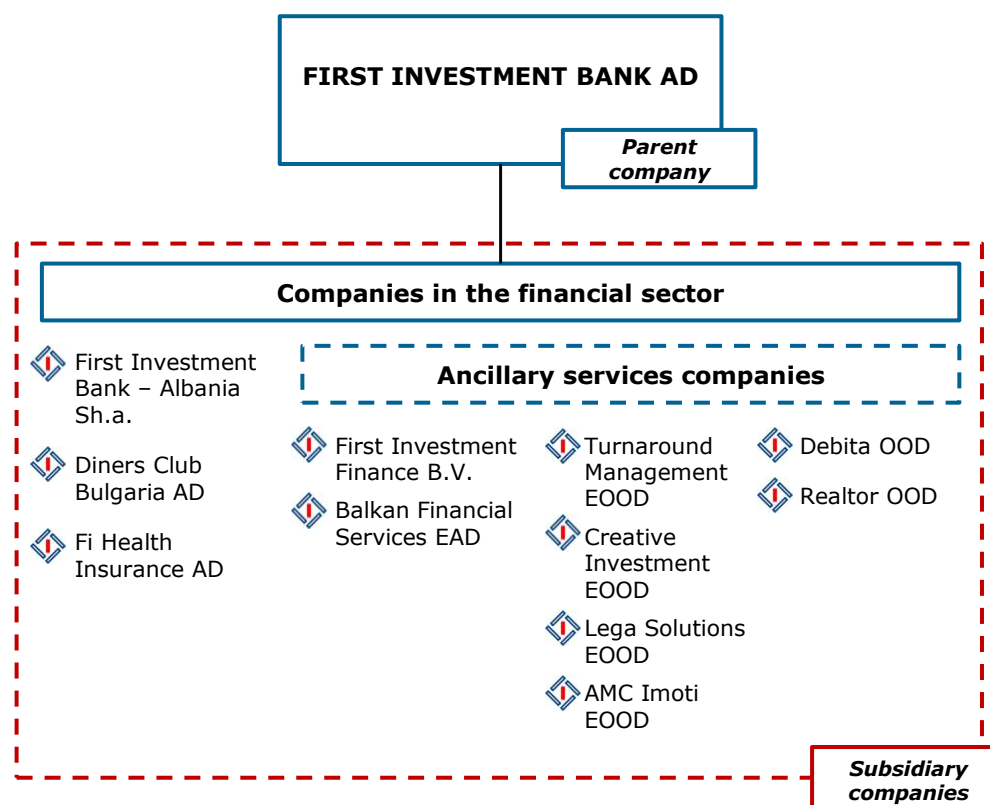 FIRST INVESTMENT BANK AD
Parent
company
Companies in the financial sector
First Investment
Bank – Albania
Sh.a.
Diners Club
Bulgaria AD
Fi Health
Insurance AD
Ancillary services companies
First Investment
Finance B.V.
Balkan Financial
Services EAD
Turnaround
Management
EOOD
Creative
Investment
EOOD
Lega Solutions
EOOD
AMC Imoti
EOOD
Debita OOD
Realtor OOD
Subsidiary
companies